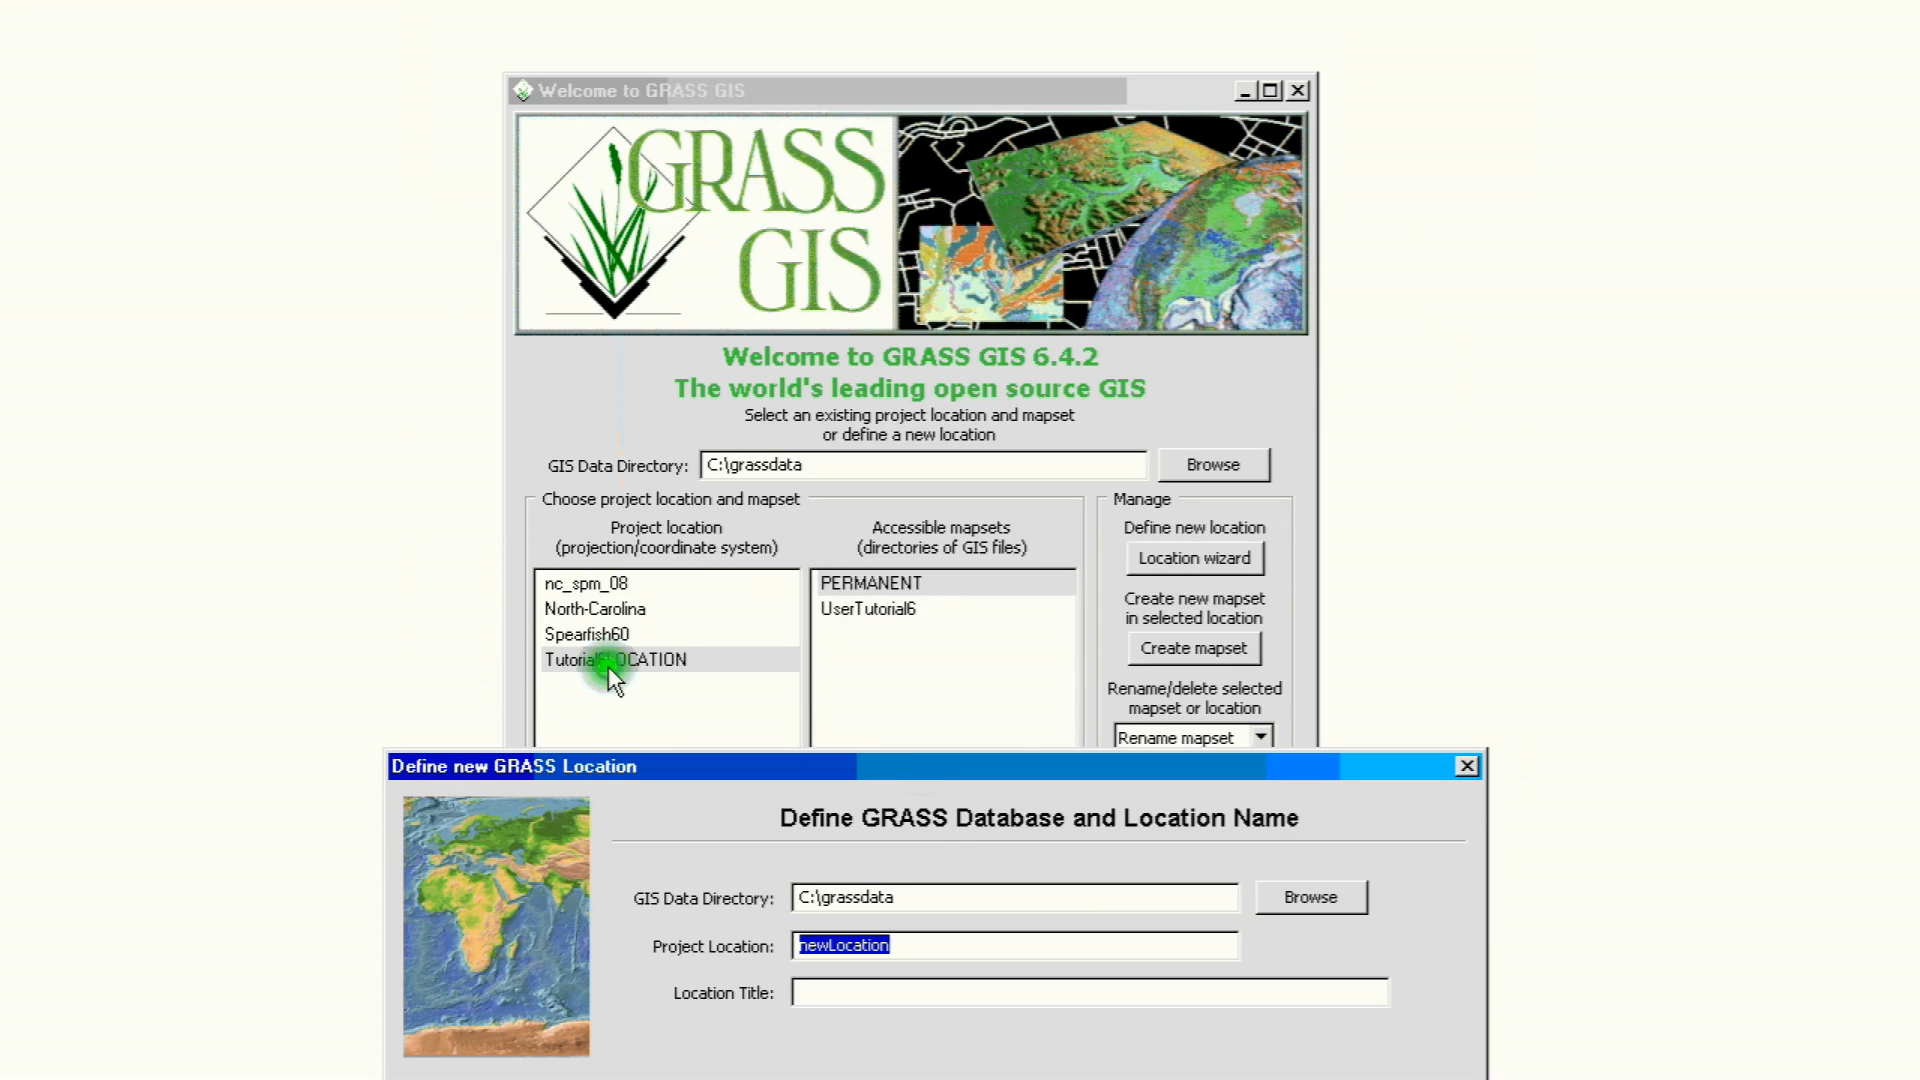 Welcome to GRASS GIS
GRASS
GIS
Welcome to GRASS GIS 6.4.2
The world's leading open source GIS
Select an existing project location and mapset
or define a new location
GIS Data Directory: C:\grassdata Browse
Choose project location and mapset
Manage
Project location
(projection/coordinate system)
Accessible mapsets
(directories of GIS files)
Define new location
Location wizard
nc_spm_08
North-Carolina
Spearfish60
PERMANENT
UserTutorial6
Create new mapset
in selected location
Create mapset
Rename/delete selected
mapset or location
Rename mapset
Define new GRASS Location
Define GRASS Database and Location Name
GIS Data Directory: C:\grassdata Browse
Project Location: newLocation
Location Title: